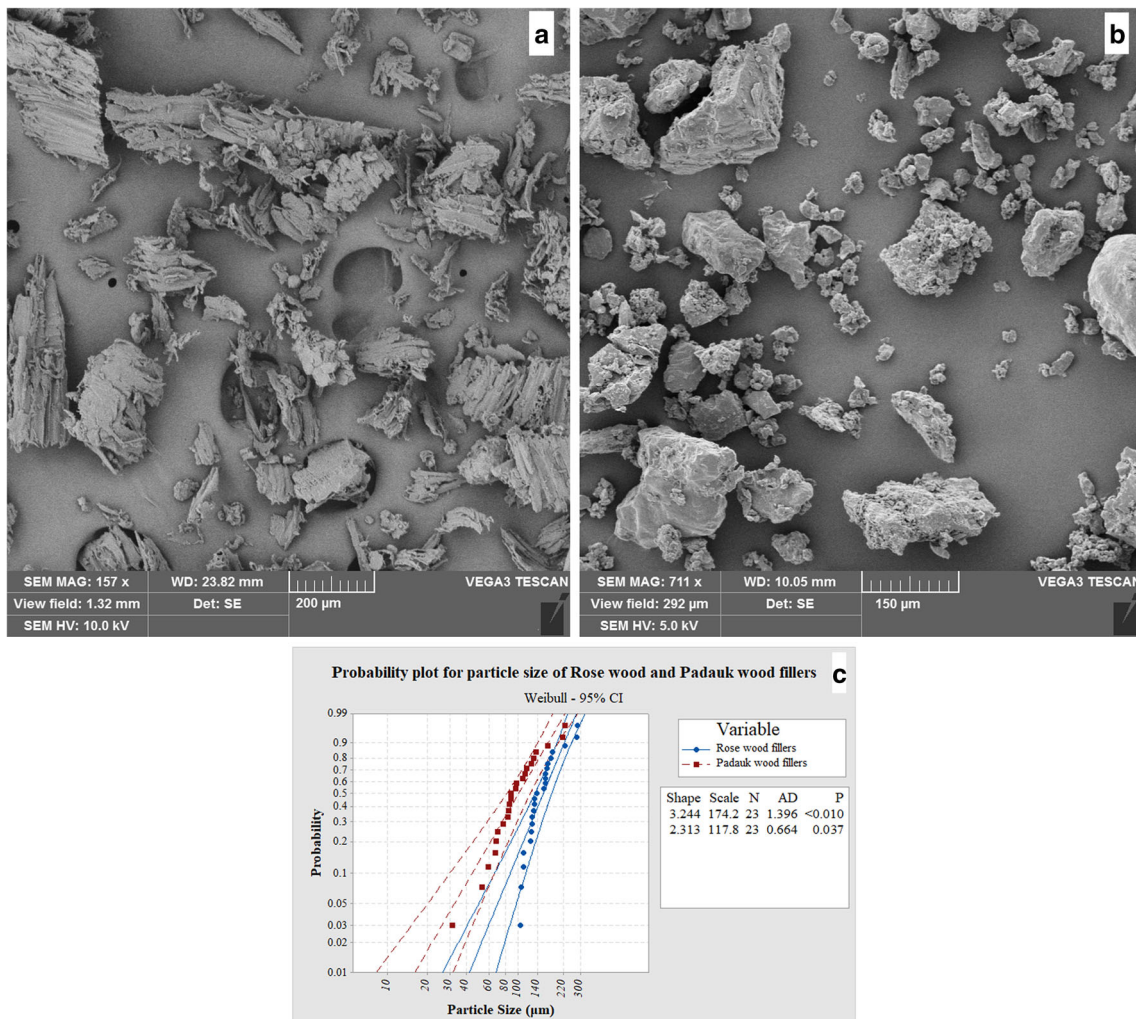 a
SEM MAG: 157 x WD: 23.82 mm VEGA3 TESCAN
View field: 1.32 mm Det: SE 200 µm
SEM HV: 10.0 kV
b
SEM MAG: 711 x WD: 10.05 mm VEGA3 TESCAN
View field: 292 µm Det: SE 150 µm
SEM HV: 5.0 kV
Probability plot for particle size of Rose wood and Padauk wood fillers
c
Weibull - 95% CI
Probability
0.99
0.9
0.8
0.7
0.6
0.5
0.4
0.3
0.2
0.1
0.05
0.03
0.02
0.01
10 20 30 40 60 80 100 140 220 300
Particle Size (µm)
Variable
Rose wood fillers
Padauk wood fillers
Shape Scale N AD P
3.244 174.2 23 1.396 <0.010
2.313 117.8 23 0.664 0.037